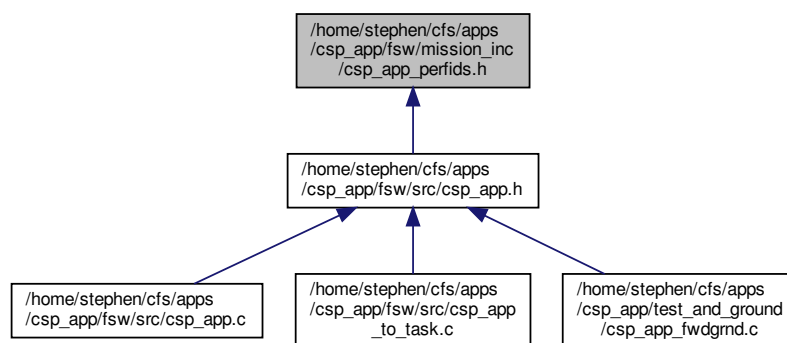 /home/stephen/cfs/apps
/csp_app/fsw/mission_inc
/csp_app_perfids.h
/home/stephen/cfs/apps
/csp_app/fsw/src/csp_app.h
/home/stephen/cfs/apps
/csp_app/fsw/src/csp_app.c
/home/stephen/cfs/apps
/csp_app/fsw/src/csp_app
_to_task.c
/home/stephen/cfs/apps
/csp_app/test_and_ground
/csp_app_fwdgrnd.c